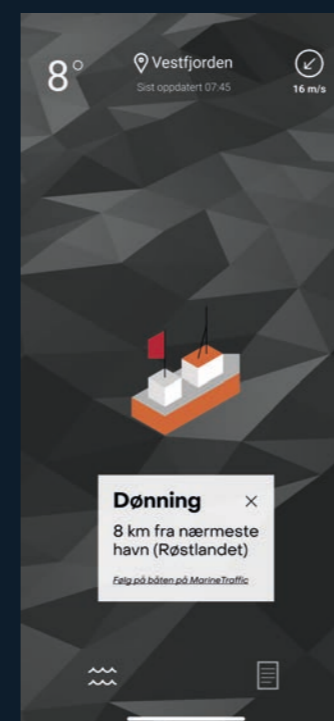 8°
Vestfjorden
Sist oppdatert 07:45
16 m/s
Dønning
8 km fra nærmeste
havn (Røstlandet)
Følg på båten på MarineTraffic